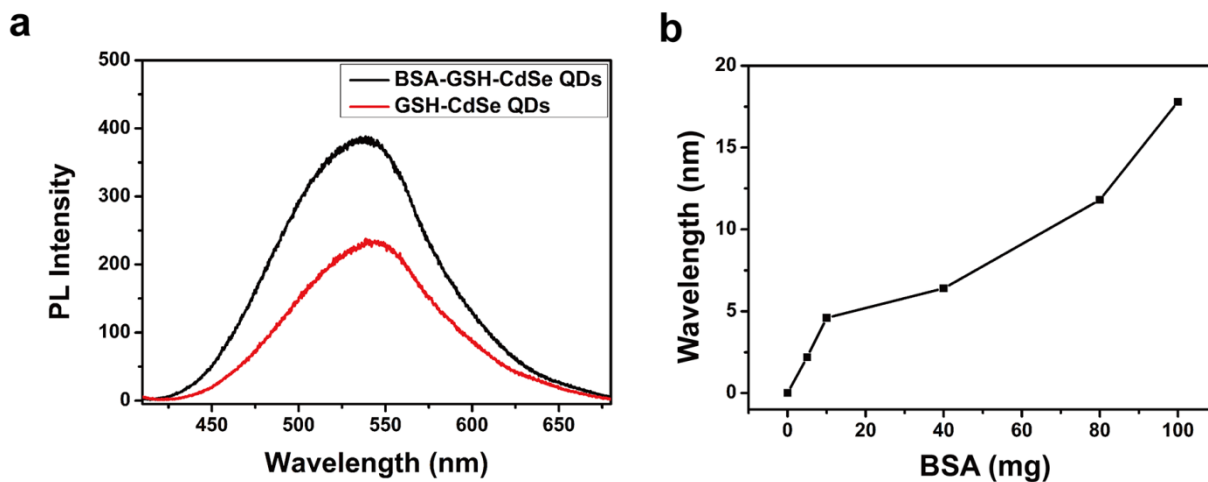 a
500
400
300
200
100
0
PL Intensity
BSA-GSH-CdSe QDs
GSH-CdSe QDs
450 500 550 600 650
Wavelength (nm)
b
20
15
10
5
0
Wavelength (nm)
0 20 40 60 80 100
BSA (mg)